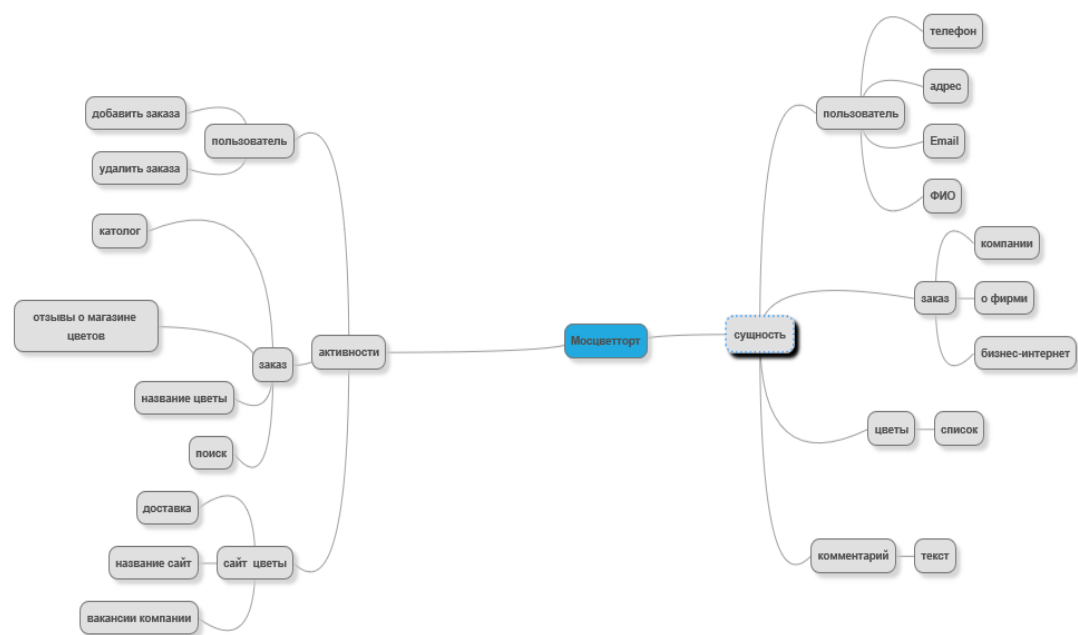 телефон
адрес
пользователь
Email
ФИО
компании
заказ
о фирми
бизнес-интернет
сущность
цветы
список
комментарий
текст
Мосцветторт
активности
добавить заказа
пользователь
удалить заказа
католог
отзывы о магазине
цветов
заказ
название цветы
поиск
доставка
название сайт
сайт цветы
вакансии компании